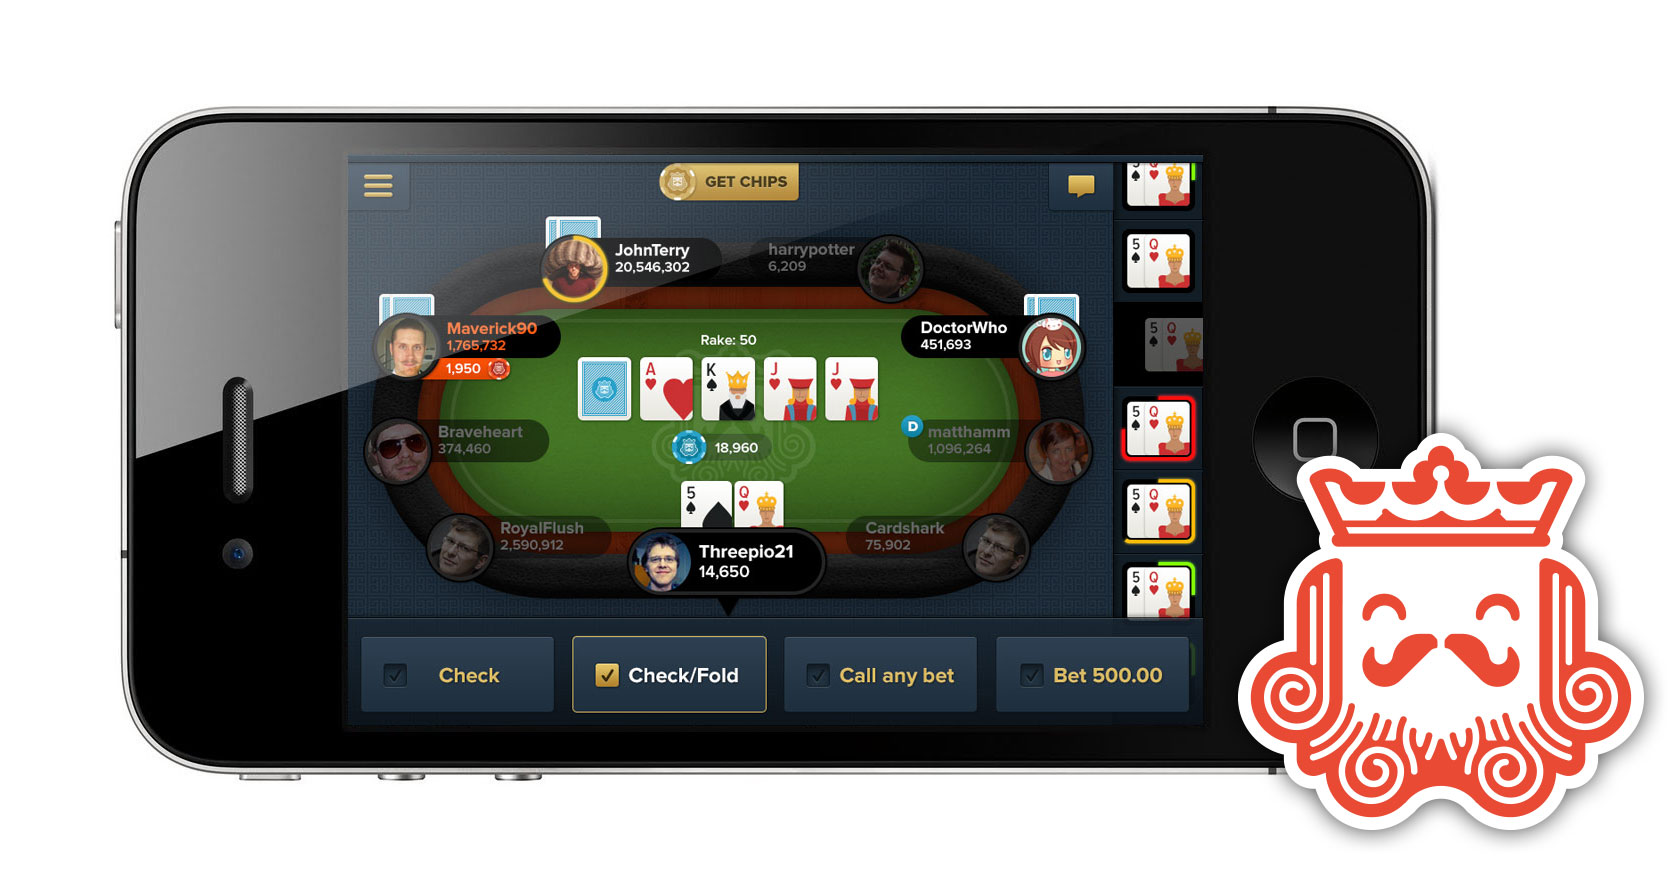 GET CHIPS
JohnTerry
20,546,302
harrypotter
6,209
Maverick90
1,765,732
1,950
DoctorWho
451,693
Rake: 50
A
K
J
J
Braveheart
374,460
D
matthamm
1,096,264
18,960
5
Q
RoyalFlush
2,590,912
Cardshark
75,902
Threepio21
14,650
5 Q
5 Q
5 Q
5 Q
5 Q
5 Q
Check
Check/Fold
Call any bet
Bet 500.00